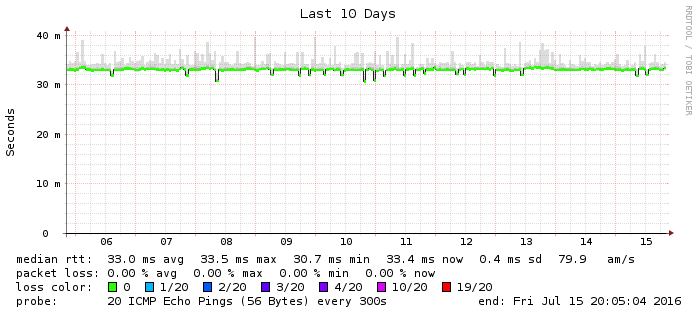 Last 10 Days
RRDTOOL / TOBI OETIKER
Seconds
40 m
30 m
20 m
10 m
0
06 07 08 09 10 11 12 13 14 15
median rtt: 33.0 ms avg 33.5 ms max 30.7 ms min 33.4 ms now 0.4 ms sd 79.9 am/s
packet loss: 0.00 % avg 0.00 % max 0.00 % min 0.00 % now
loss color: 0 1/20 2/20 3/20 4/20 10/20 19/20
probe: 20 ICMP Echo Pings (56 Bytes) every 300s end: Fri Jul 15 20:05:04 2016